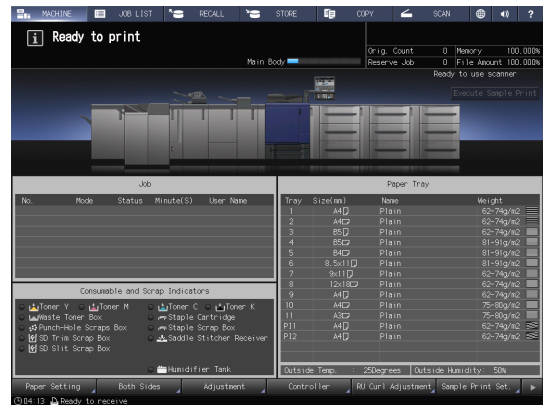 MACHINE JOB LIST RECALL STORE COPY SCAN ?
i Ready to print
Main Body
Orig. Count 0 Memory 100.000%
Reserve Job 0 File Amount 100.000%
Ready to use scanner
Execute Sample Print
Job
No. Mode Status Minute(S) User Name
Paper Tray
Tray Size(mm) Name Weight
1 A4 Plain 62-74g/m2
2 A4 Plain 62-74g/m2
3 B5 Plain 62-74g/m2
4 B5 Plain 81-91g/m2
5 B4 Plain 81-91g/m2
6 8.5x11 Plain 81-91g/m2
7 9x11 Plain 62-74g/m2
8 12x18 Plain 62-74g/m2
9 A4 Plain 62-74g/m2
10 A4 Plain 75-80g/m2
11 A3 Plain 75-80g/m2
PI1 A4 Plain 62-74g/m2
PI2 A4 Plain 62-74g/m2
Outside Temp. : 25Degrees Outside Humidity: 50%
Consumable and Scrap Indicators
Toner Y Toner M Toner C Toner K
Waste Toner Box Staple Cartridge
Punch-Hole Scraps Box Staple Scrap Box
SD Trim Scrap Box Saddle Stitcher Receiver
SD Slit Scrap Box
Humidifier Tank
Paper Setting Both Sides Adjustment Controller RU Curl Adjustment Sample Print Set.
04:13 Ready to receive